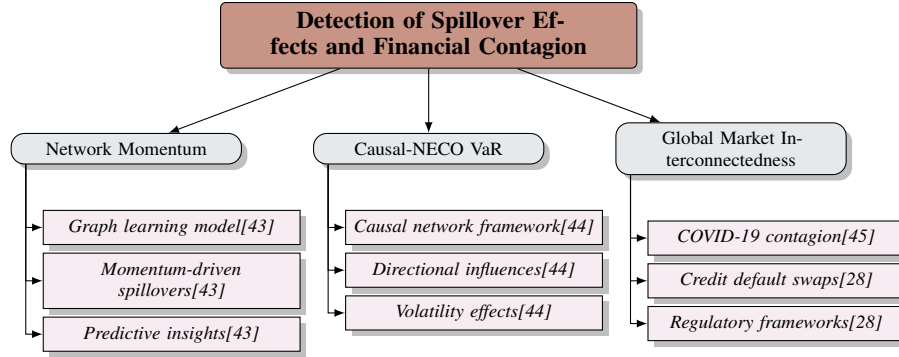 Detection of Spillover Ef-
fects and Financial Contagion
Network Momentum
Graph learning model[43]
Momentum-driven
spillovers[43]
Predictive insights[43]
Causal-NECO VaR
Causal network framework[44]
Directional influences[44]
Volatility effects[44]
Global Market In-
terconnectedness
COVID-19 contagion[45]
Credit default swaps[28]
Regulatory frameworks[28]